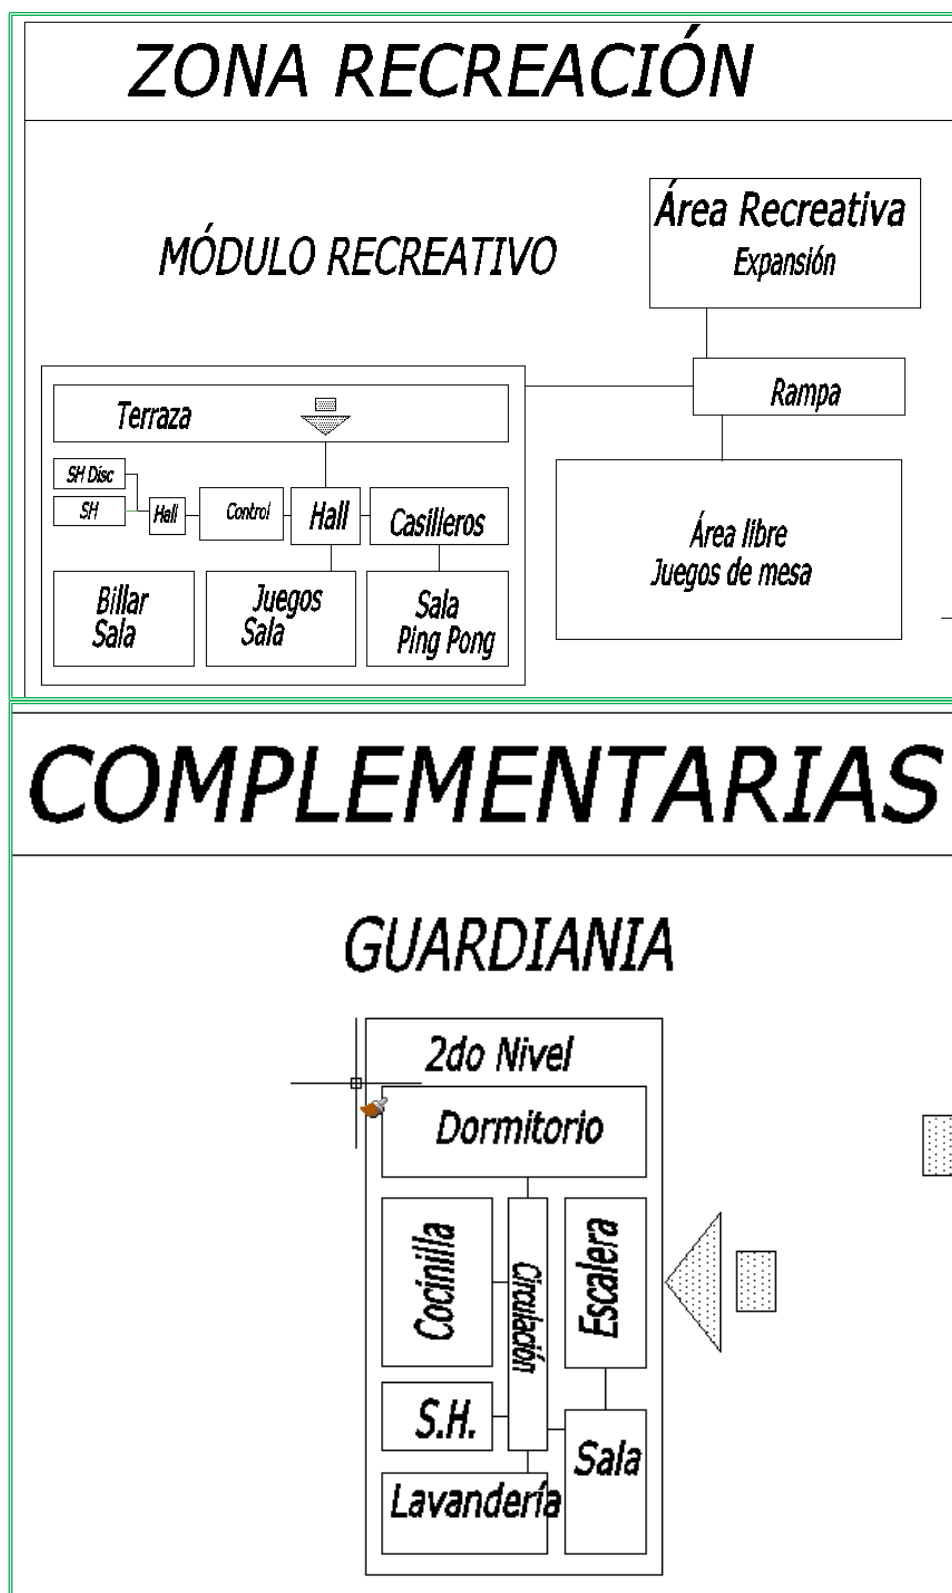 ZONA RECREACIÓN
MÓDULO RECREATIVO
Área Recreativa
Expansión
Rampa
Terraza
SH Disc
SH
Hall
Control
Hall
Casilleros
Billar
Sala
Juegos
Sala
Sala
Ping Pong
Área libre
Juegos de mesa
COMPLEMENTARIAS
GUARDIANIA
2do Nivel
Dormitorio
Cocinilla
Circulación
Escalera
S.H.
Sala
Lavandería